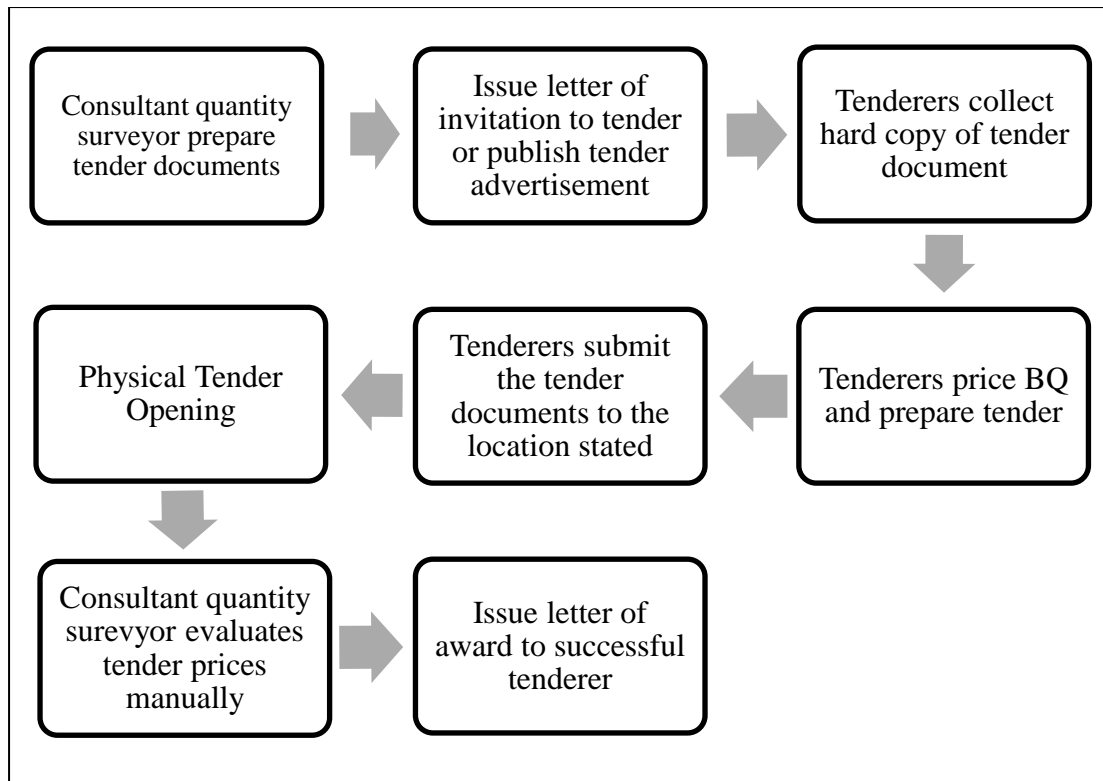 Consultant quantity
surveyor prepare
tender documents
Issue letter of
invitation to tender
or publish tender
advertisement
Tenderers collect
hard copy of tender
document
Tenderers price BQ
and prepare tender
Tenderers submit
the tender
documents to the
location stated
Physical Tender
Opening
Consultant quantity
surevyor evaluates
tender prices
manually
Issue letter of
award to successful
tenderer